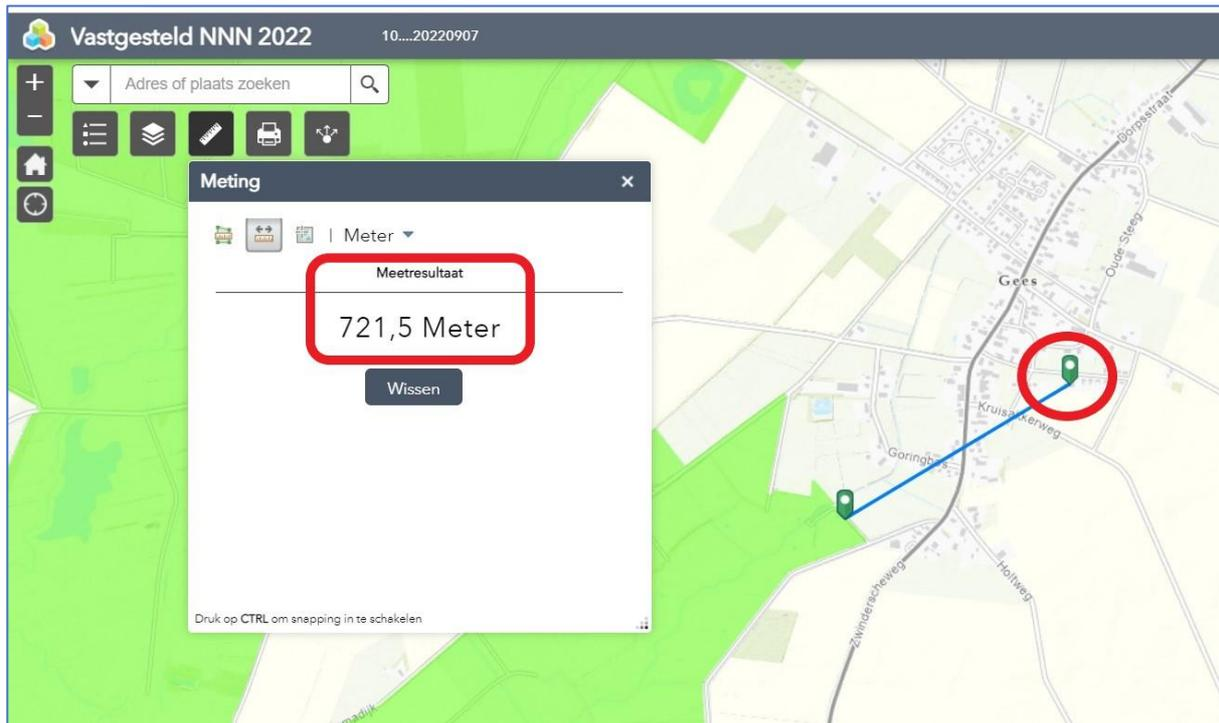 Vastgesteld NNN 2022
10....20220907
+
Adres of plaats zoeken
−
Meting
×
| Meter
Meetresultaat
721,5 Meter
Wissen
Druk op CTRL om snapping in te schakelen
Dorpsstraat
Oude Steeg
Gees
Kruisakkerweg
Goringbos
Holtweg
Zwinderscheweg
madijk